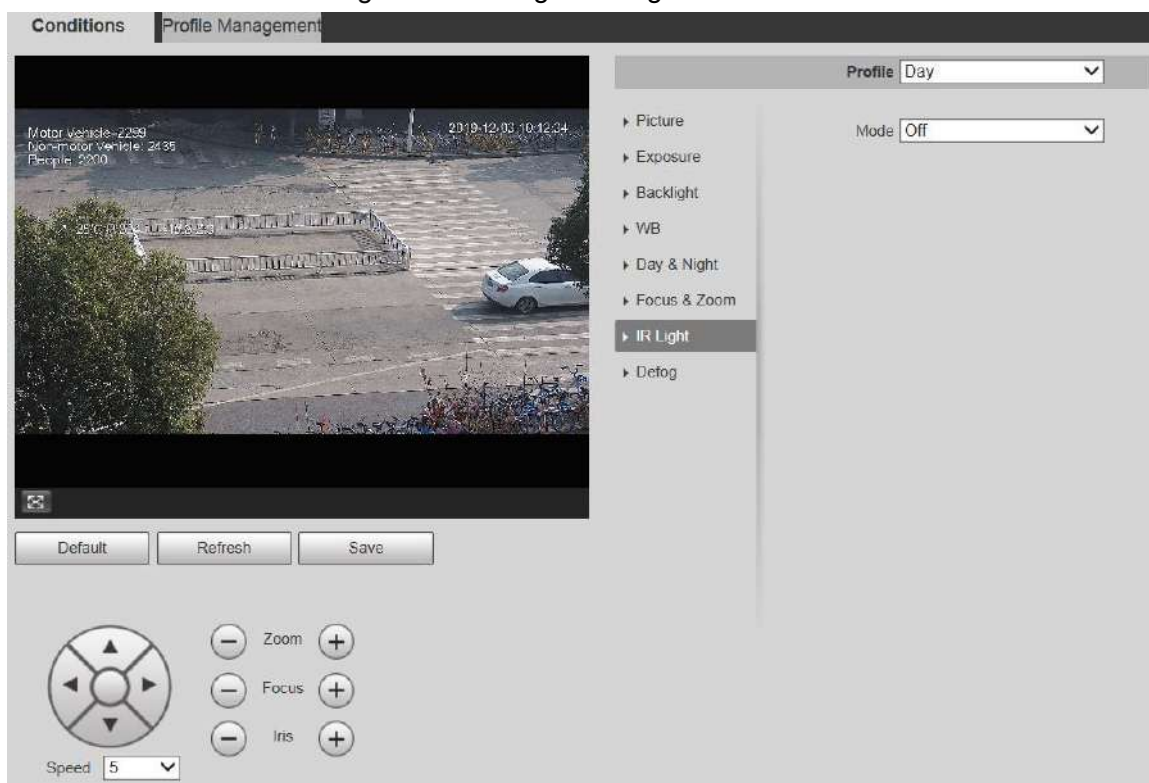 Conditions
Profile Management
Motor Vehicle: 2299
Non-motor Vehicle: 2435
People: 2200
2019-12-03 10:12:34
Default
Refresh
Save
Zoom
Focus
Iris
Speed 5
Profile Day
Picture
Exposure
Backlight
WB
Day & Night
Focus & Zoom
IR Light
Defog
Mode Off